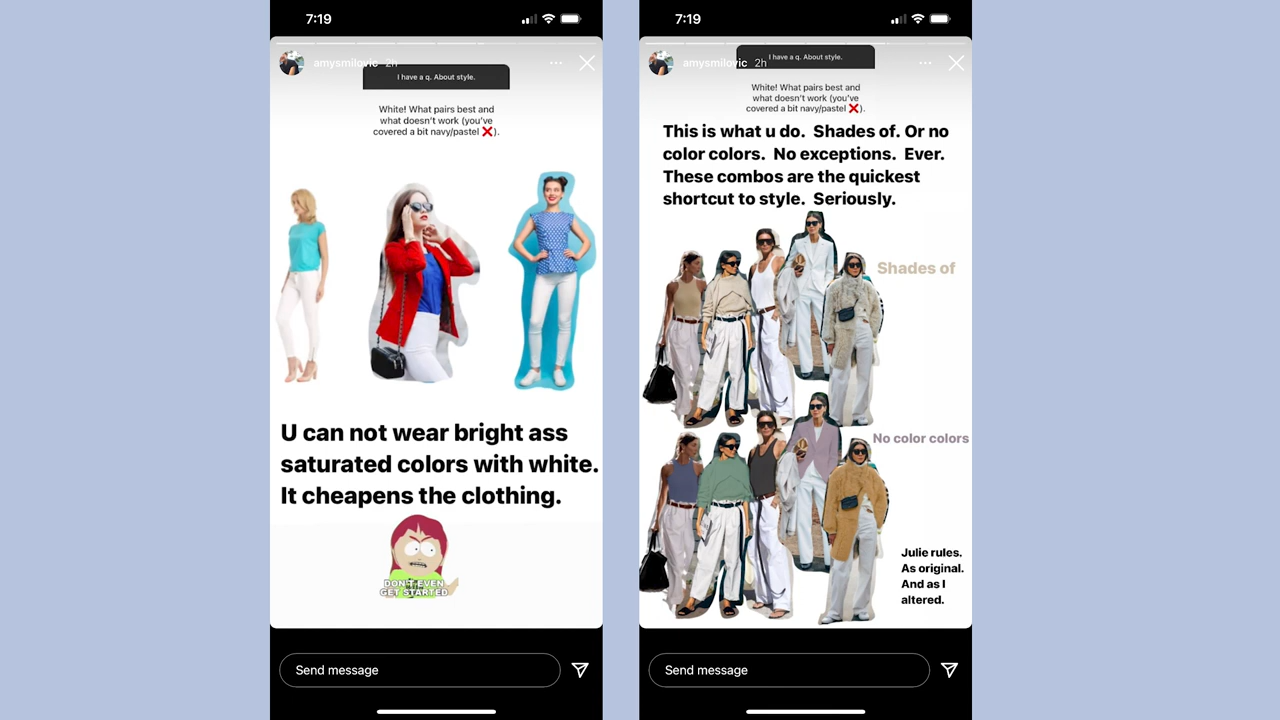 7:19
amysmilovic 2h
I have a q. About style.
White! What pairs best and
what doesn't work (you've
covered a bit navy/pastel ❌).
U can not wear bright ass
saturated colors with white.
It cheapens the clothing.
DON'T EVEN
GET STARTED
Send message
7:19
amysmilovic 2h
I have a q. About style.
White! What pairs best and
what doesn't work (you've
covered a bit navy/pastel ❌).
This is what u do. Shades of. Or no
color colors. No exceptions. Ever.
These combos are the quickest
shortcut to style. Seriously.
Shades of
No color colors
Julie rules.
As original.
And as I
altered.
Send message